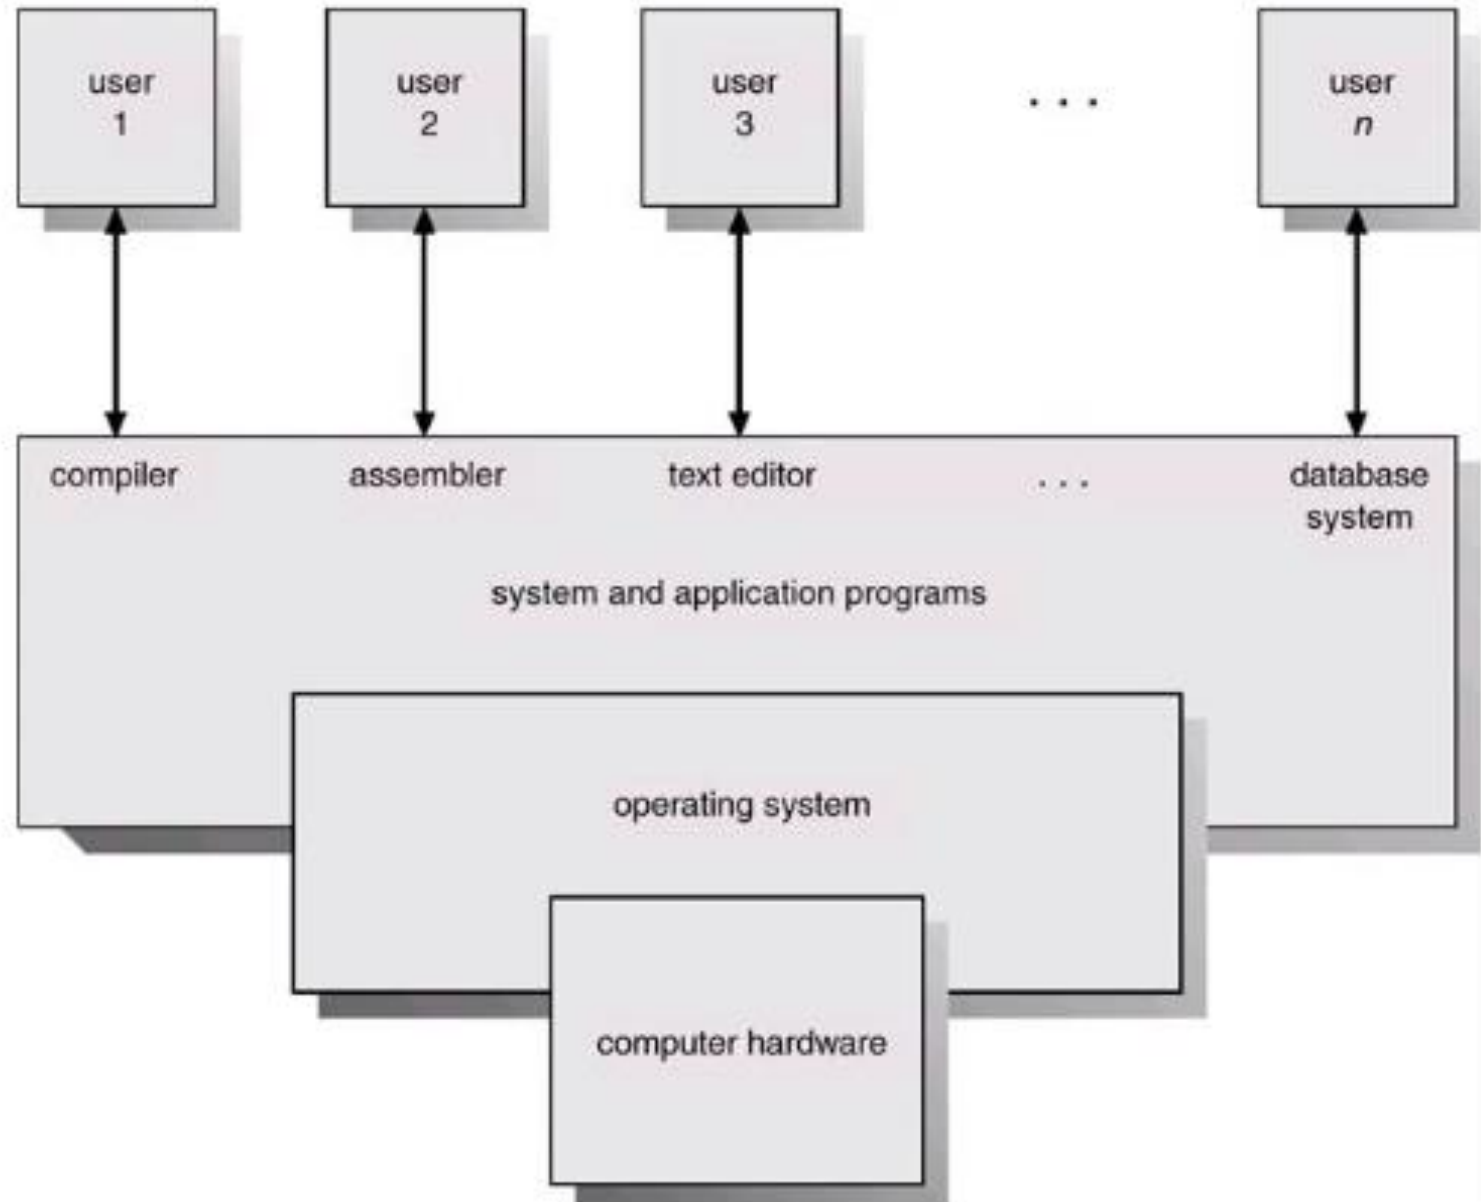 user
1
user
2
user
3
. . .
user
n
compiler
assembler
text editor
. . .
database
system
system and application programs
operating system
computer hardware